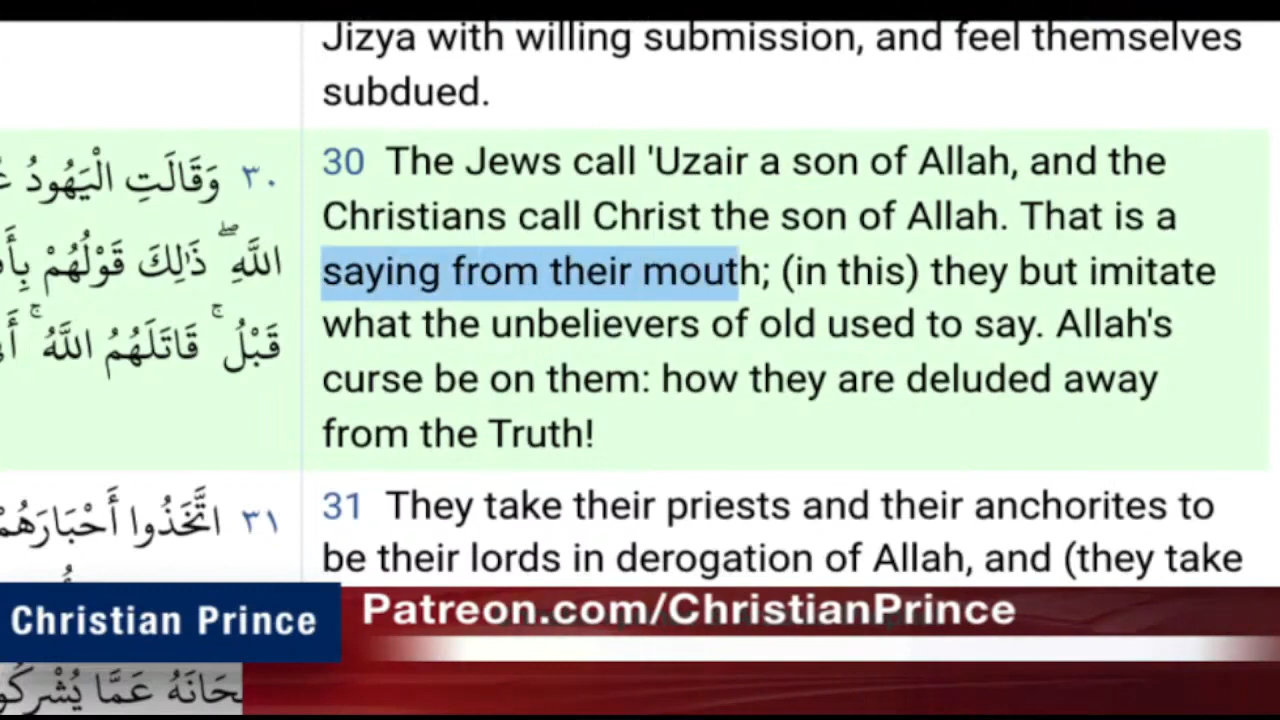 Jizya with willing submission, and feel themselves
subdued.
٣٠ وَقَالَتِ الْيَهُودُ
30 The Jews call 'Uzair a son of Allah, and the
Christians call Christ the son of Allah. That is a
اللَّهِ ۖ ذَٰلِكَ قَوْلُهُمْ
saying from their mouth; (in this) they but imitate
what the unbelievers of old used to say. Allah's
قَبْلُ ۚ قَاتَلَهُمُ اللَّهُ ۚ
curse be on them: how they are deluded away
from the Truth!
٣١ اتَّخَذُوا أَحْبَارَهُمْ
31 They take their priests and their anchorites to
be their lords in derogation of Allah, and (they take
Christian Prince
Patreon.com/ChristianPrince
عَمَّا